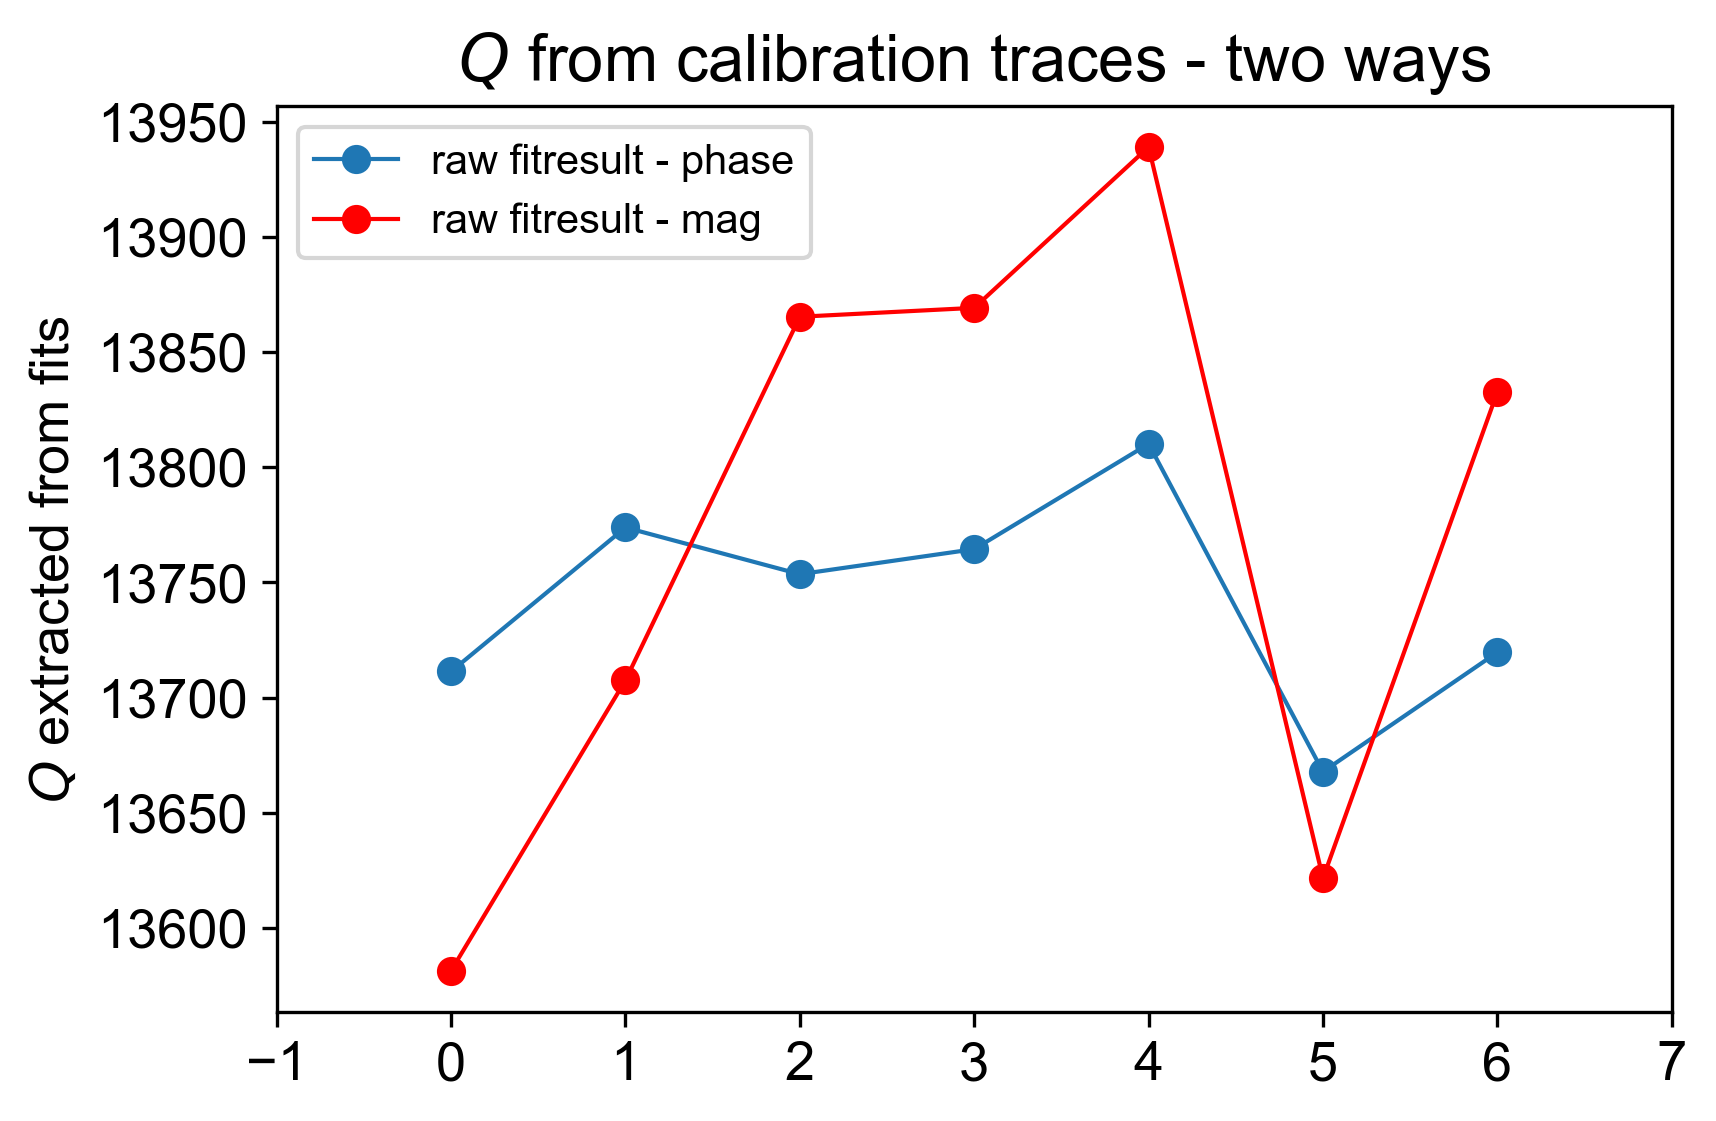 Q from calibration traces - two ways
raw fitresult - phase
raw fitresult - mag
Q extracted from fits
13950
13900
13850
13800
13750
13700
13650
13600
−1 0 1 2 3 4 5 6 7